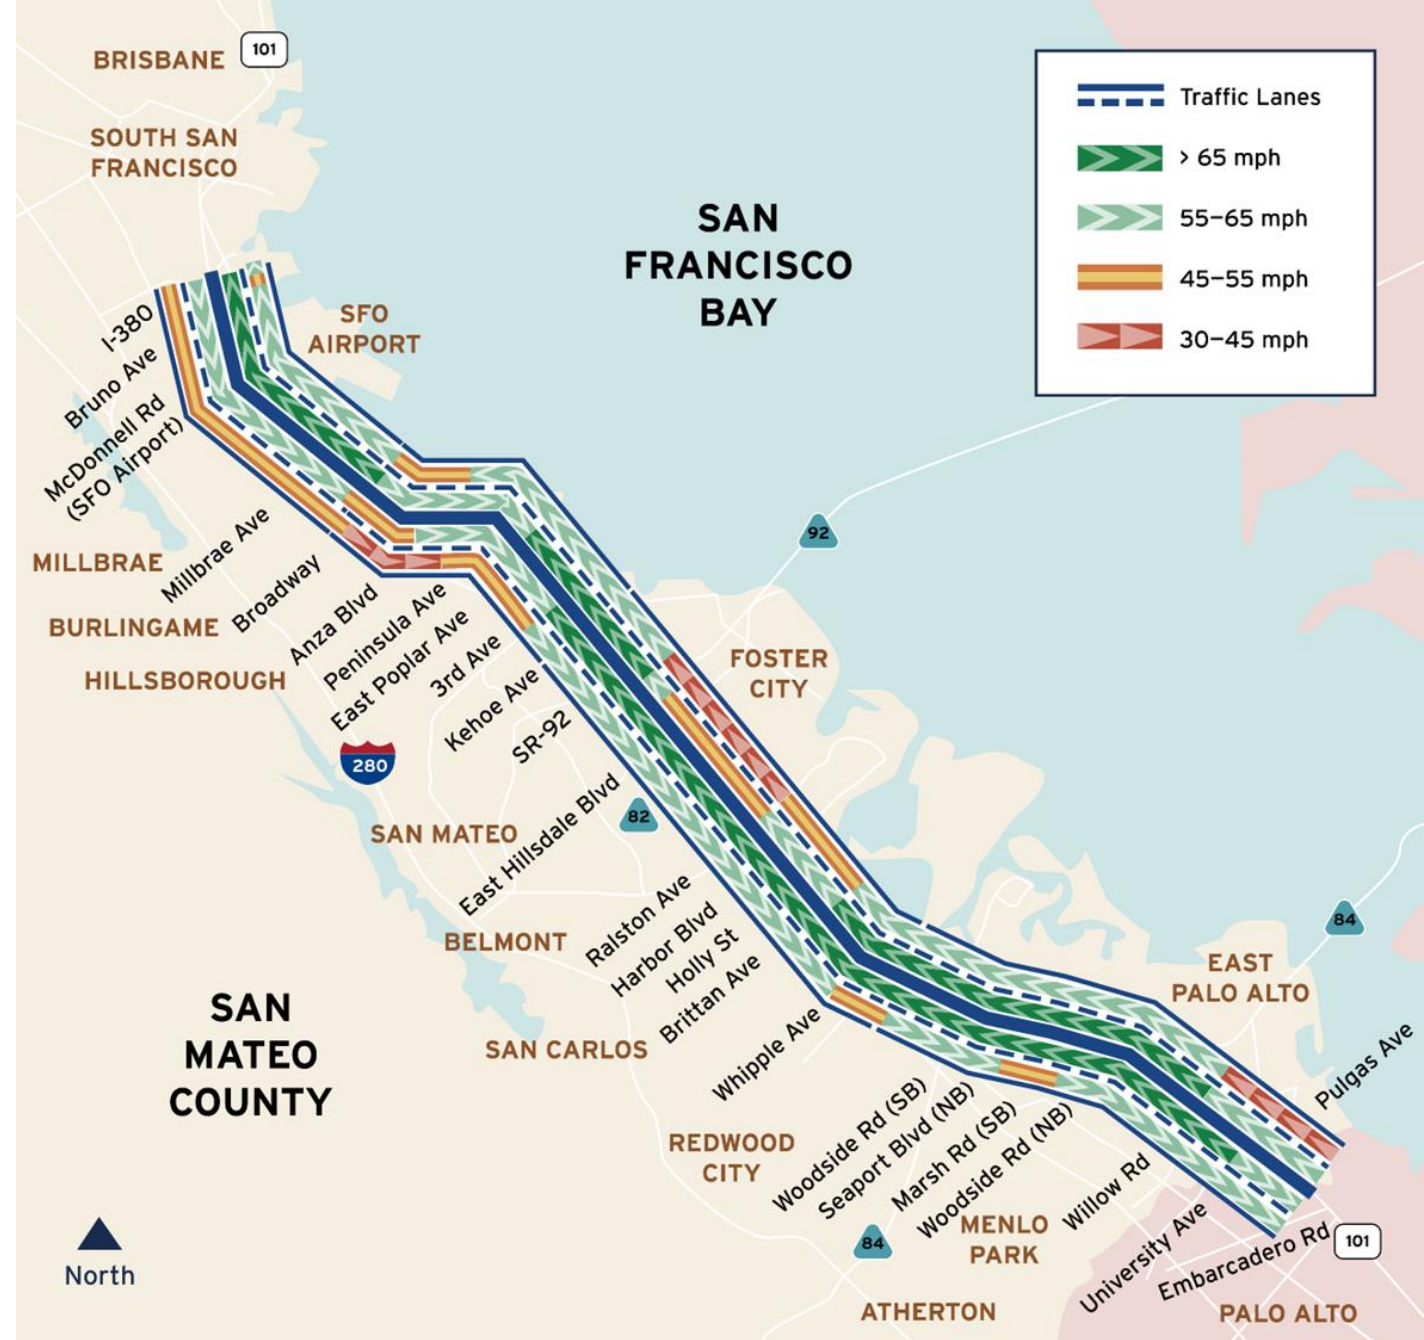 BRISBANE
101
SOUTH SAN
FRANCISCO
Traffic Lanes
> 65 mph
55–65 mph
45–55 mph
30–45 mph
SAN
FRANCISCO
BAY
SFO
AIRPORT
I-380
Bruno Ave
McDonnell Rd
(SFO Airport)
Millbrae Ave
Broadway
Anza Blvd
Peninsula Ave
East Poplar Ave
3rd Ave
Kehoe Ave
SR-92
East Hillsdale Blvd
Ralston Ave
Harbor Blvd
Holly St
Brittan Ave
Whipple Ave
Woodside Rd (SB)
Seaport Blvd (NB)
Marsh Rd (SB)
Woodside Rd (NB)
Willow Rd
University Ave
Embarcadero Rd
Pulgas Ave
MILLBRAE
BURLINGAME
HILLSBOROUGH
92
FOSTER
CITY
280
82
SAN MATEO
BELMONT
SAN CARLOS
84
EAST
PALO ALTO
SAN
MATEO
COUNTY
REDWOOD
CITY
84
MENLO
PARK
101
ATHERTON
PALO ALTO
North